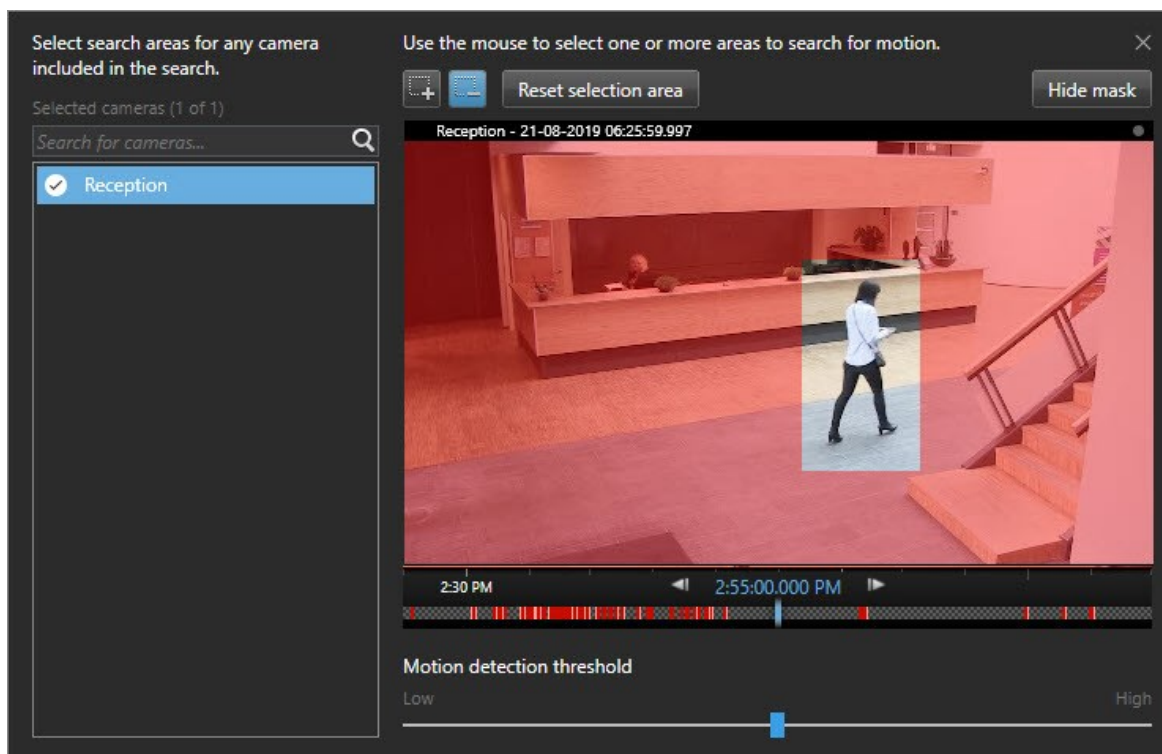 Select search areas for any camera
included in the search.
Selected cameras (1 of 1)
Search for cameras...
Reception
Use the mouse to select one or more areas to search for motion.
Reset selection area
Hide mask
Reception - 21-08-2019 06:25:59.997
2:30 PM
2:55:00.000 PM
Motion detection threshold
Low
High